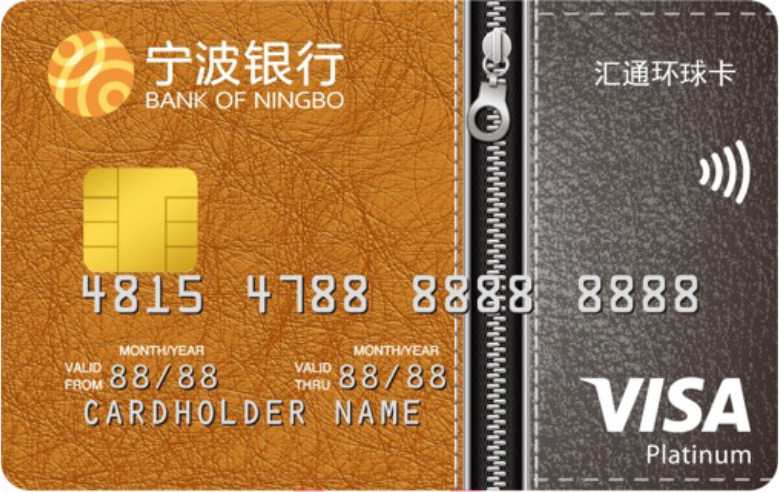 宁波银行
BANK OF NINGBO
汇通环球卡
4815 4788 8888 8888
MONTH/YEAR MONTH/YEAR
VALID FROM 88/88 VALID THRU 88/88
CARDHOLDER NAME
VISA
Platinum